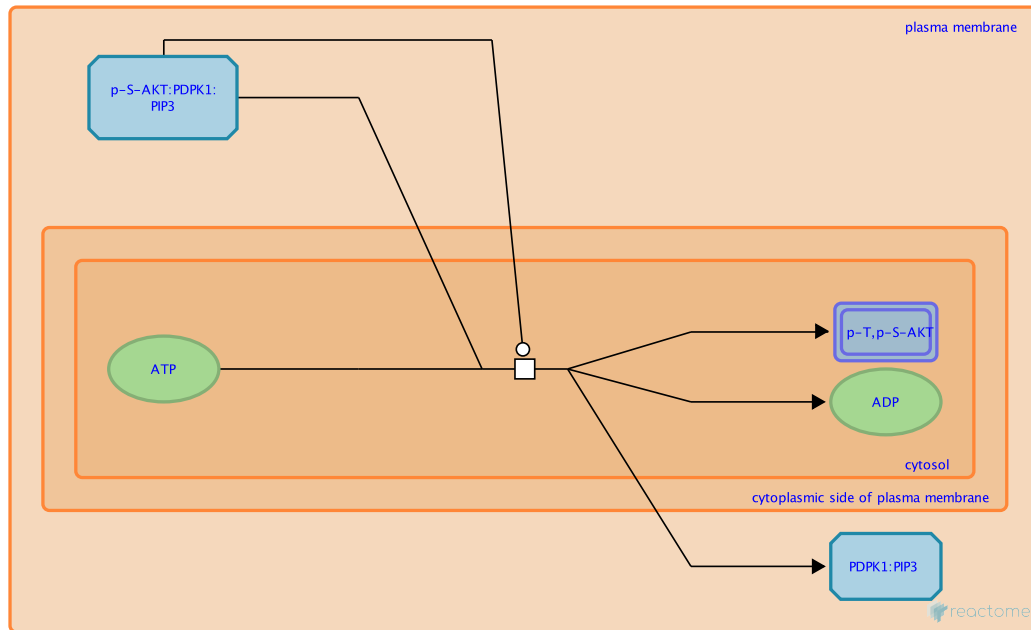 plasma membrane
p-S-AKT:PDPK1:
PIP3
p-T,p-S-AKT
ATP
ADP
cytosol
cytoplasmic side of plasma membrane
PDPK1:PIP3
reactome